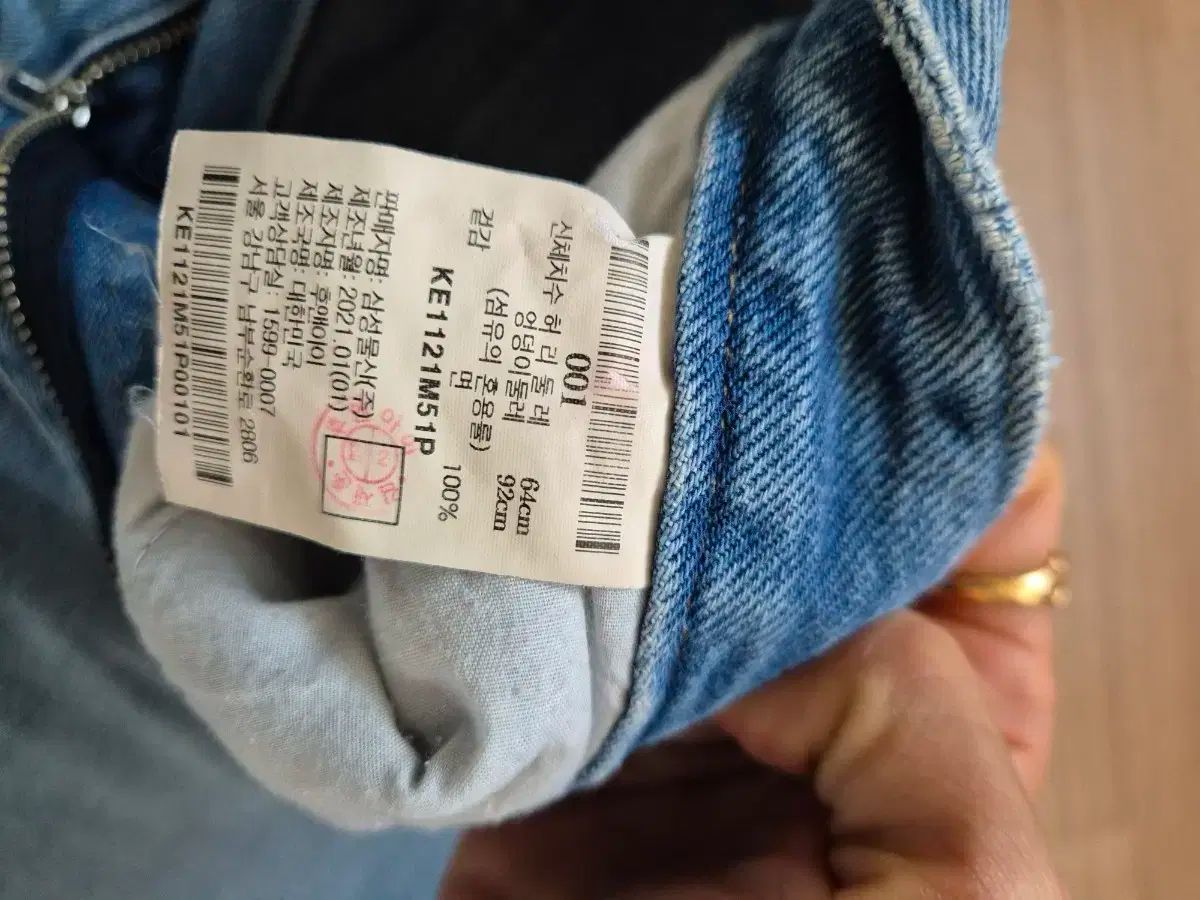 001
신체치수 허리둘레 64cm
엉덩이둘레 92cm
(섬유의 혼용율)
겉감 면 100%
KE1121M51P
판매자명: 삼성물산(주)
제조년월: 2021.01(01)
제조자명: 후앤에이
제조국명: 대한민국
고객상담실: 1599-0007
서울 강남구 남부순환로 2806
KE1121M51P00101